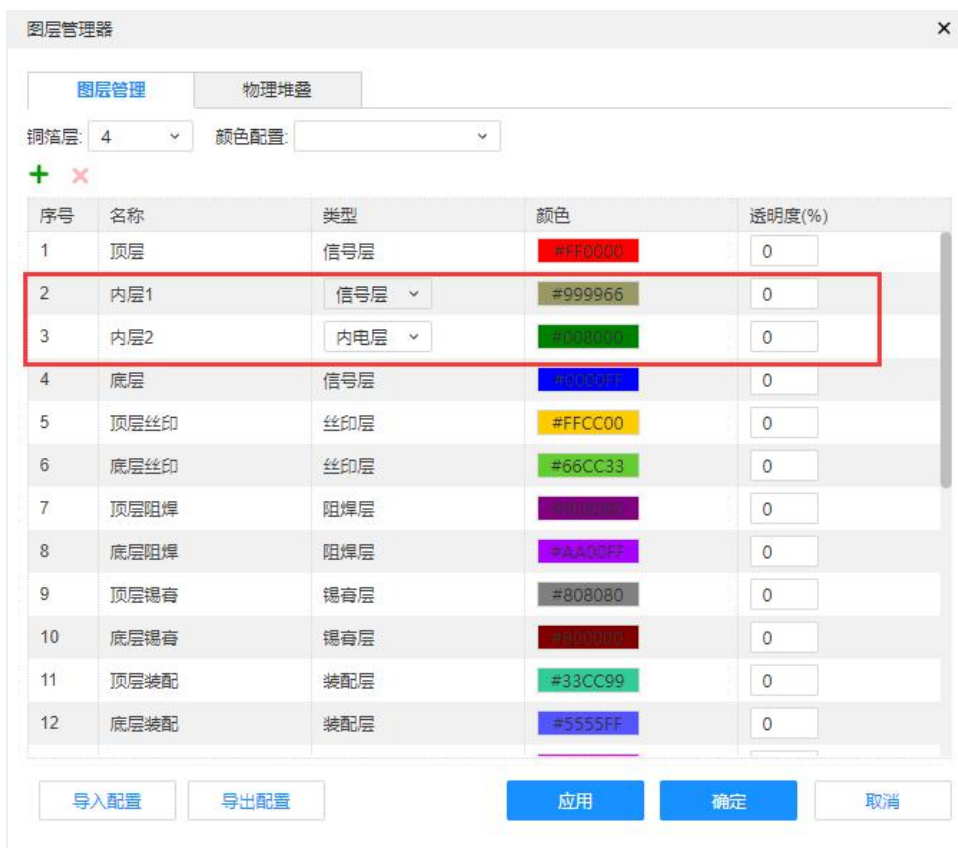 图层管理器
图层管理 物理堆叠
铜箔层: 4 颜色配置:
序号 名称 类型 颜色 透明度(%)
1 顶层 信号层 #FF0000 0
2 内层1 信号层 #999966 0
3 内层2 内电层 #008000 0
4 底层 信号层 #0000FF 0
5 顶层丝印 丝印层 #FFCC00 0
6 底层丝印 丝印层 #66CC33 0
7 顶层阻焊 阻焊层 #800080 0
8 底层阻焊 阻焊层 #AA00FF 0
9 顶层锡膏 锡膏层 #808080 0
10 底层锡膏 锡膏层 #800000 0
11 顶层装配 装配层 #33CC99 0
12 底层装配 装配层 #5555FF 0
导入配置 导出配置 应用 确定 取消